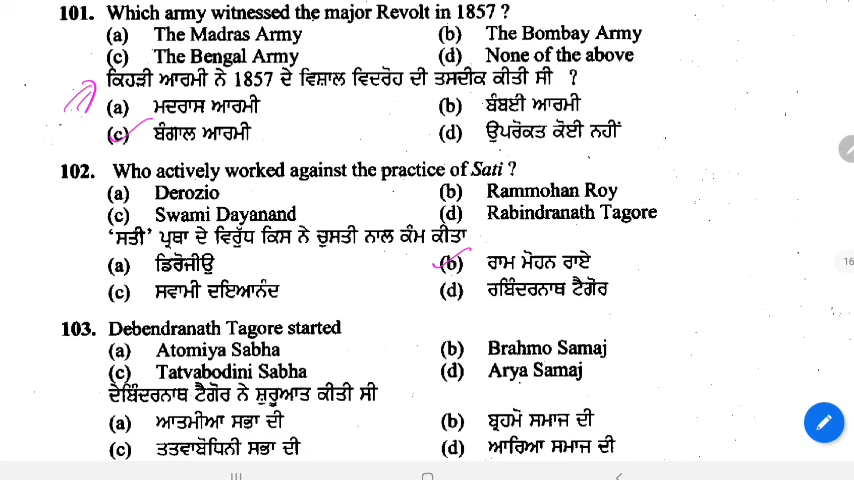 101. Which army witnessed the major Revolt in 1857 ?
(a) The Madras Army (b) The Bombay Army
(c) The Bengal Army (d) None of the above
ਕਿਹੜੀ ਆਰਮੀ ਨੇ 1857 ਦੇ ਵਿਸ਼ਾਲ ਵਿਦਰੋਹ ਦੀ ਤਸਦੀਕ ਕੀਤੀ ਸੀ ?
(a) ਮਦਰਾਸ ਆਰਮੀ (b) ਬੰਬਈ ਆਰਮੀ
(c) ਬੰਗਾਲ ਆਰਮੀ (d) ਉਪਰੋਕਤ ਕੋਈ ਨਹੀਂ
102. Who actively worked against the practice of Sati ?
(a) Derozio (b) Rammohan Roy
(c) Swami Dayanand (d) Rabindranath Tagore
‘ਸਤੀ’ ਪ੍ਰਥਾ ਦੇ ਵਿਰੁੱਧ ਕਿਸ ਨੇ ਚੁਸਤੀ ਨਾਲ ਕੰਮ ਕੀਤਾ
(a) ਡਿਰੋਜੀਉ (b) ਰਾਮ ਮੋਹਨ ਰਾਏ
(c) ਸਵਾਮੀ ਦਇਆਨੰਦ (d) ਰਬਿੰਦਰਨਾਥ ਟੈਗੋਰ
103. Debendranath Tagore started
(a) Atomiya Sabha (b) Brahmo Samaj
(c) Tatvabodini Sabha (d) Arya Samaj
ਦੇਬਿੰਦਰਨਾਥ ਟੈਗੋਰ ਨੇ ਸ਼ੁਰੂਆਤ ਕੀਤੀ ਸੀ
(a) ਆਤਮੀਆ ਸਭਾ ਦੀ (b) ਬ੍ਰਹਮੋ ਸਮਾਜ ਦੀ
(c) ਤਤਵਾਬੋਧਿਨੀ ਸਭਾ ਦੀ (d) ਆਰਿਆ ਸਮਾਜ ਦੀ
16